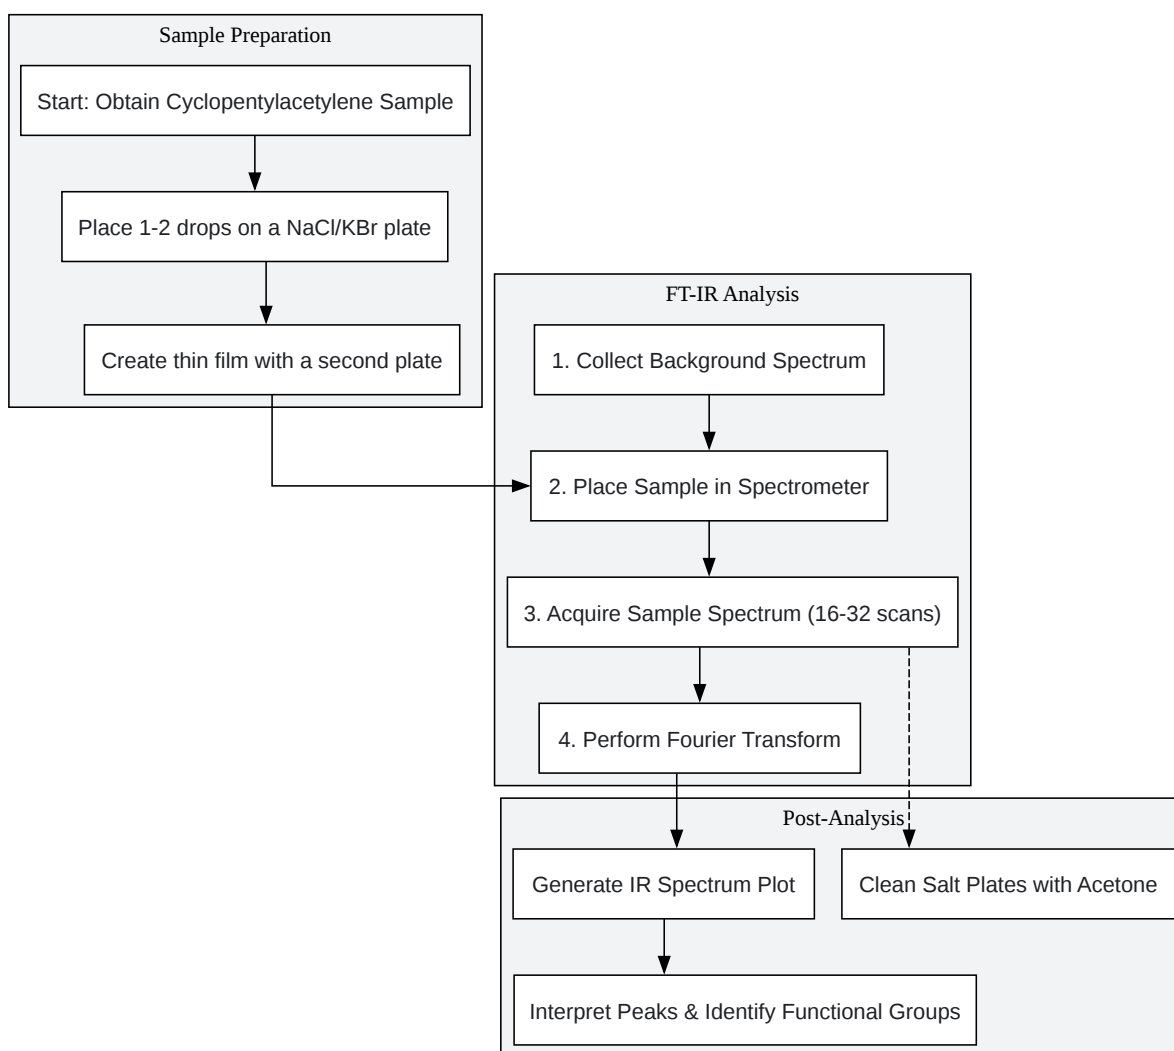 Sample Preparation
Start: Obtain Cyclopentylacetylene Sample
Place 1-2 drops on a NaCl/KBr plate
Create thin film with a second plate
FT-IR Analysis
1. Collect Background Spectrum
2. Place Sample in Spectrometer
3. Acquire Sample Spectrum (16-32 scans)
4. Perform Fourier Transform
Post-Analysis
Generate IR Spectrum Plot
Clean Salt Plates with Acetone
Interpret Peaks & Identify Functional Groups